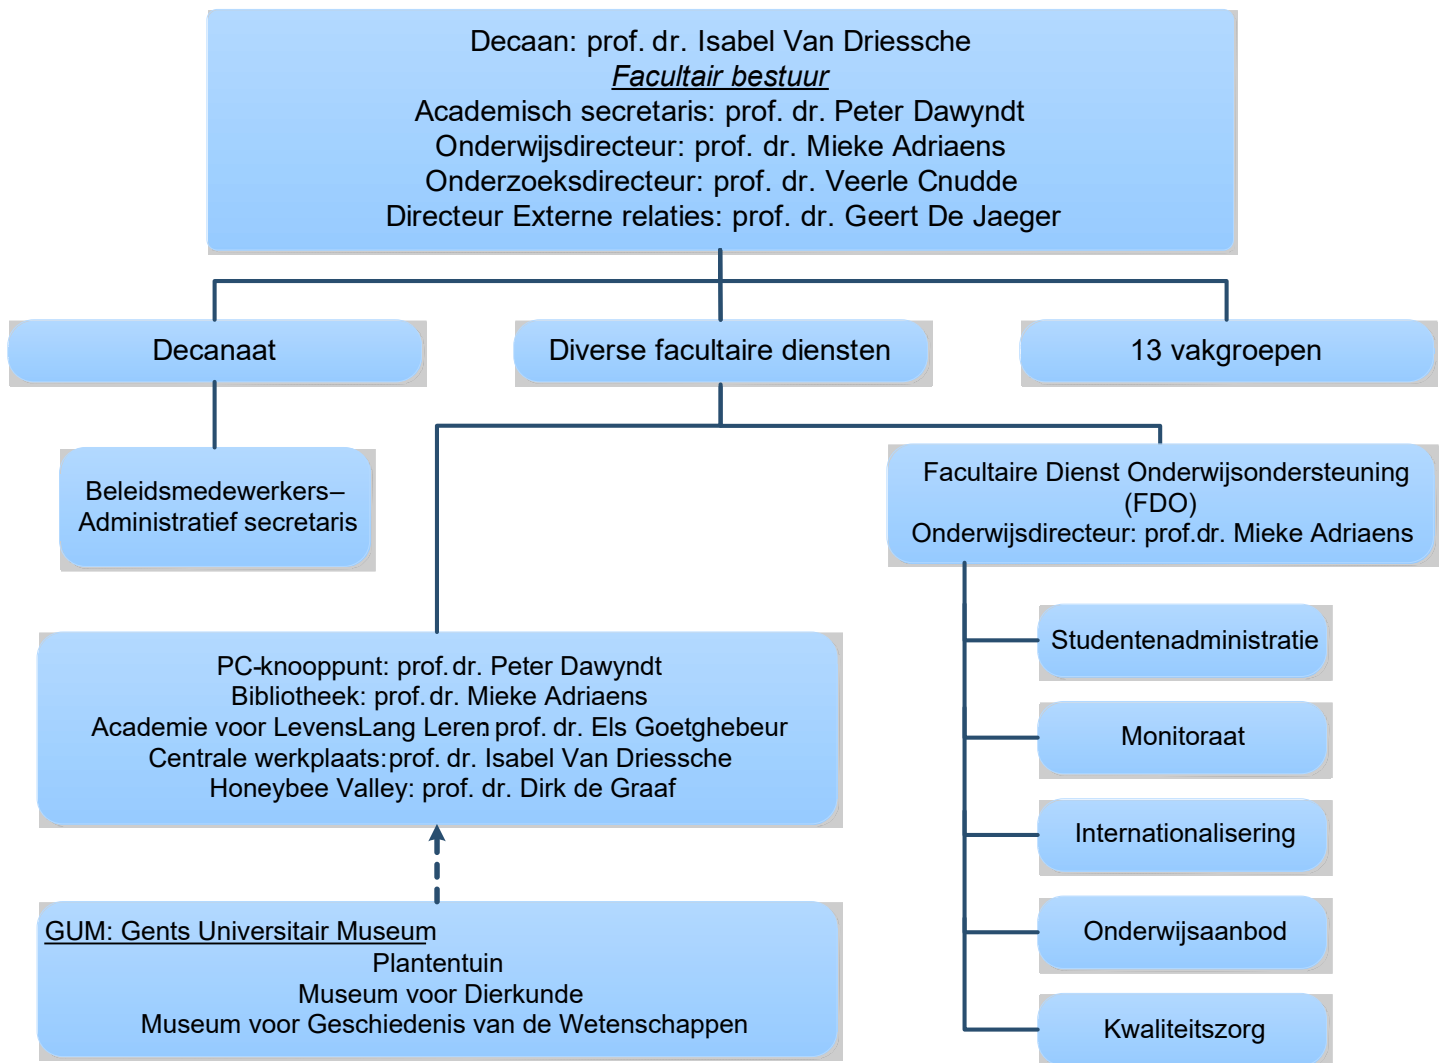 Decaan: prof. dr. Isabel Van Driessche
Facultair bestuur
Academisch secretaris: prof. dr. Peter Dawyndt
Onderwijsdirecteur: prof. dr. Mieke Adriaens
Onderzoeksdirecteur: prof. dr. Veerle Cnudde
Directeur Externe relaties: prof. dr. Geert De Jaeger
Decanaat
Diverse facultaire diensten
13 vakgroepen
Beleidsmedewerkers–
Administratief secretaris
Facultaire Dienst Onderwijsondersteuning
(FDO)
Onderwijsdirecteur: prof.dr. Mieke Adriaens
PC-knooppunt: prof. dr. Peter Dawyndt
Bibliotheek: prof. dr. Mieke Adriaens
Academie voor LevensLang Leren: prof. dr. Els Goetghebeur
Centrale werkplaats: prof. dr. Isabel Van Driessche
Honeybee Valley: prof. dr. Dirk de Graaf
GUM: Gents Universitair Museum
Plantentuin
Museum voor Dierkunde
Museum voor Geschiedenis van de Wetenschappen
Studentenadministratie
Monitoraat
Internationalisering
Onderwijsaanbod
Kwaliteitszorg